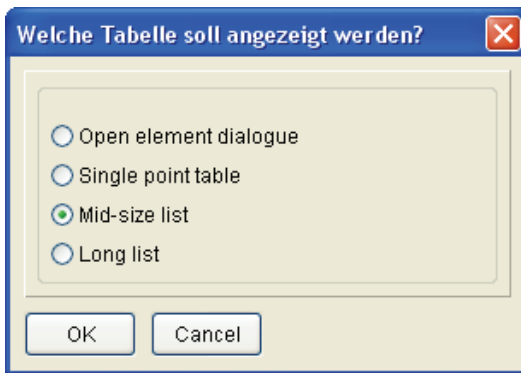 Welche Tabelle soll angezeigt werden?
Open element dialogue
Single point table
Mid-size list
Long list
OK
Cancel